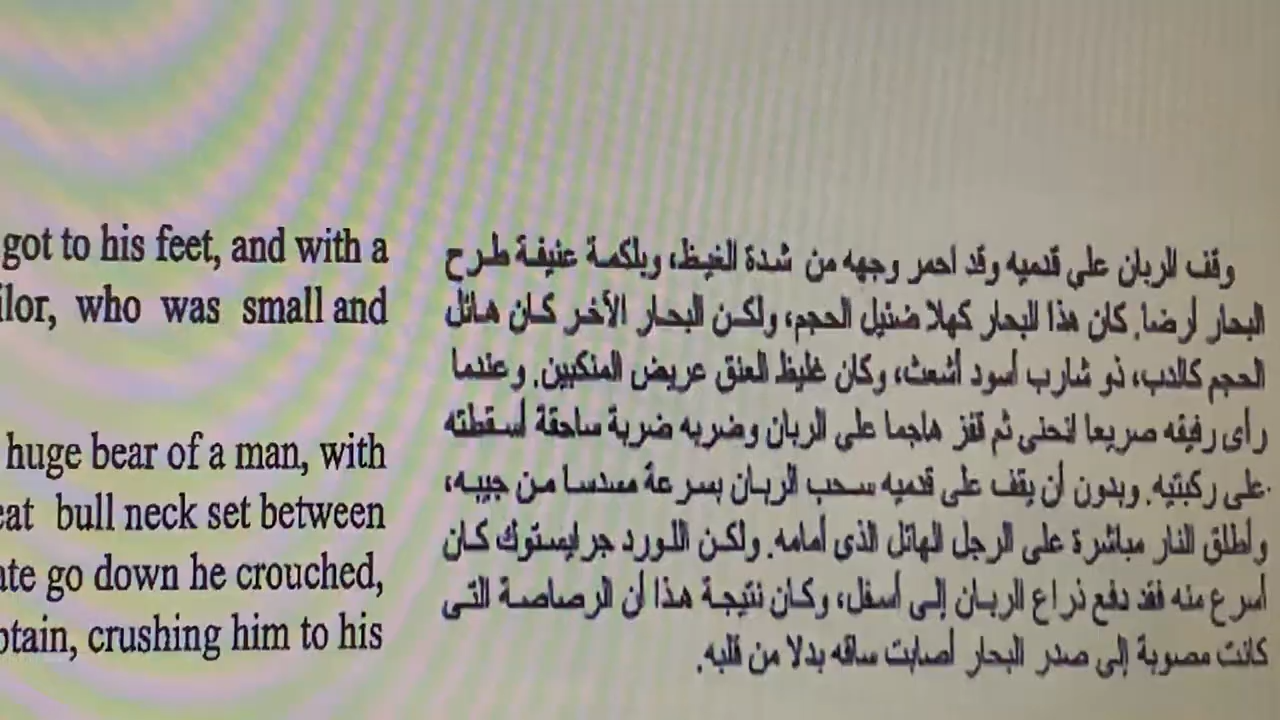 got to his feet, and with a
ilor, who was small and
huge bear of a man, with
eat bull neck set between
ate go down he crouched,
ptain, crushing him to his
وقف الربان على قدميه وقد احمر وجهه من شدة الغيظ، وبلكمة عنيفة طرح
البحار أرضا. كان هذا البحار كهلا ضئيل الحجم، ولكن البحار الآخر كان هائل
الحجم كالدب، ذو شارب أسود أشعث، وكان غليظ العنق عريض المنكبين. وعندما
رأى رفيقه صريعا انحنى ثم قفز هاجما على الربان وضربه ضربة ساحقة أسقطته
على ركبتيه. وبدون أن يقف على قدميه سحب الربان بسرعة مسدسا من جيبه،
وأطلق النار مباشرة على الرجل الهائل الذى أمامه. ولكن اللورد جرايستوك كان
أسرع منه فقد دفع ذراع الربان إلى أسفل، وكان نتيجة هذا أن الرصاصة التى
كانت مصوبة إلى صدر البحار أصابت ساقه بدلا من قلبه.